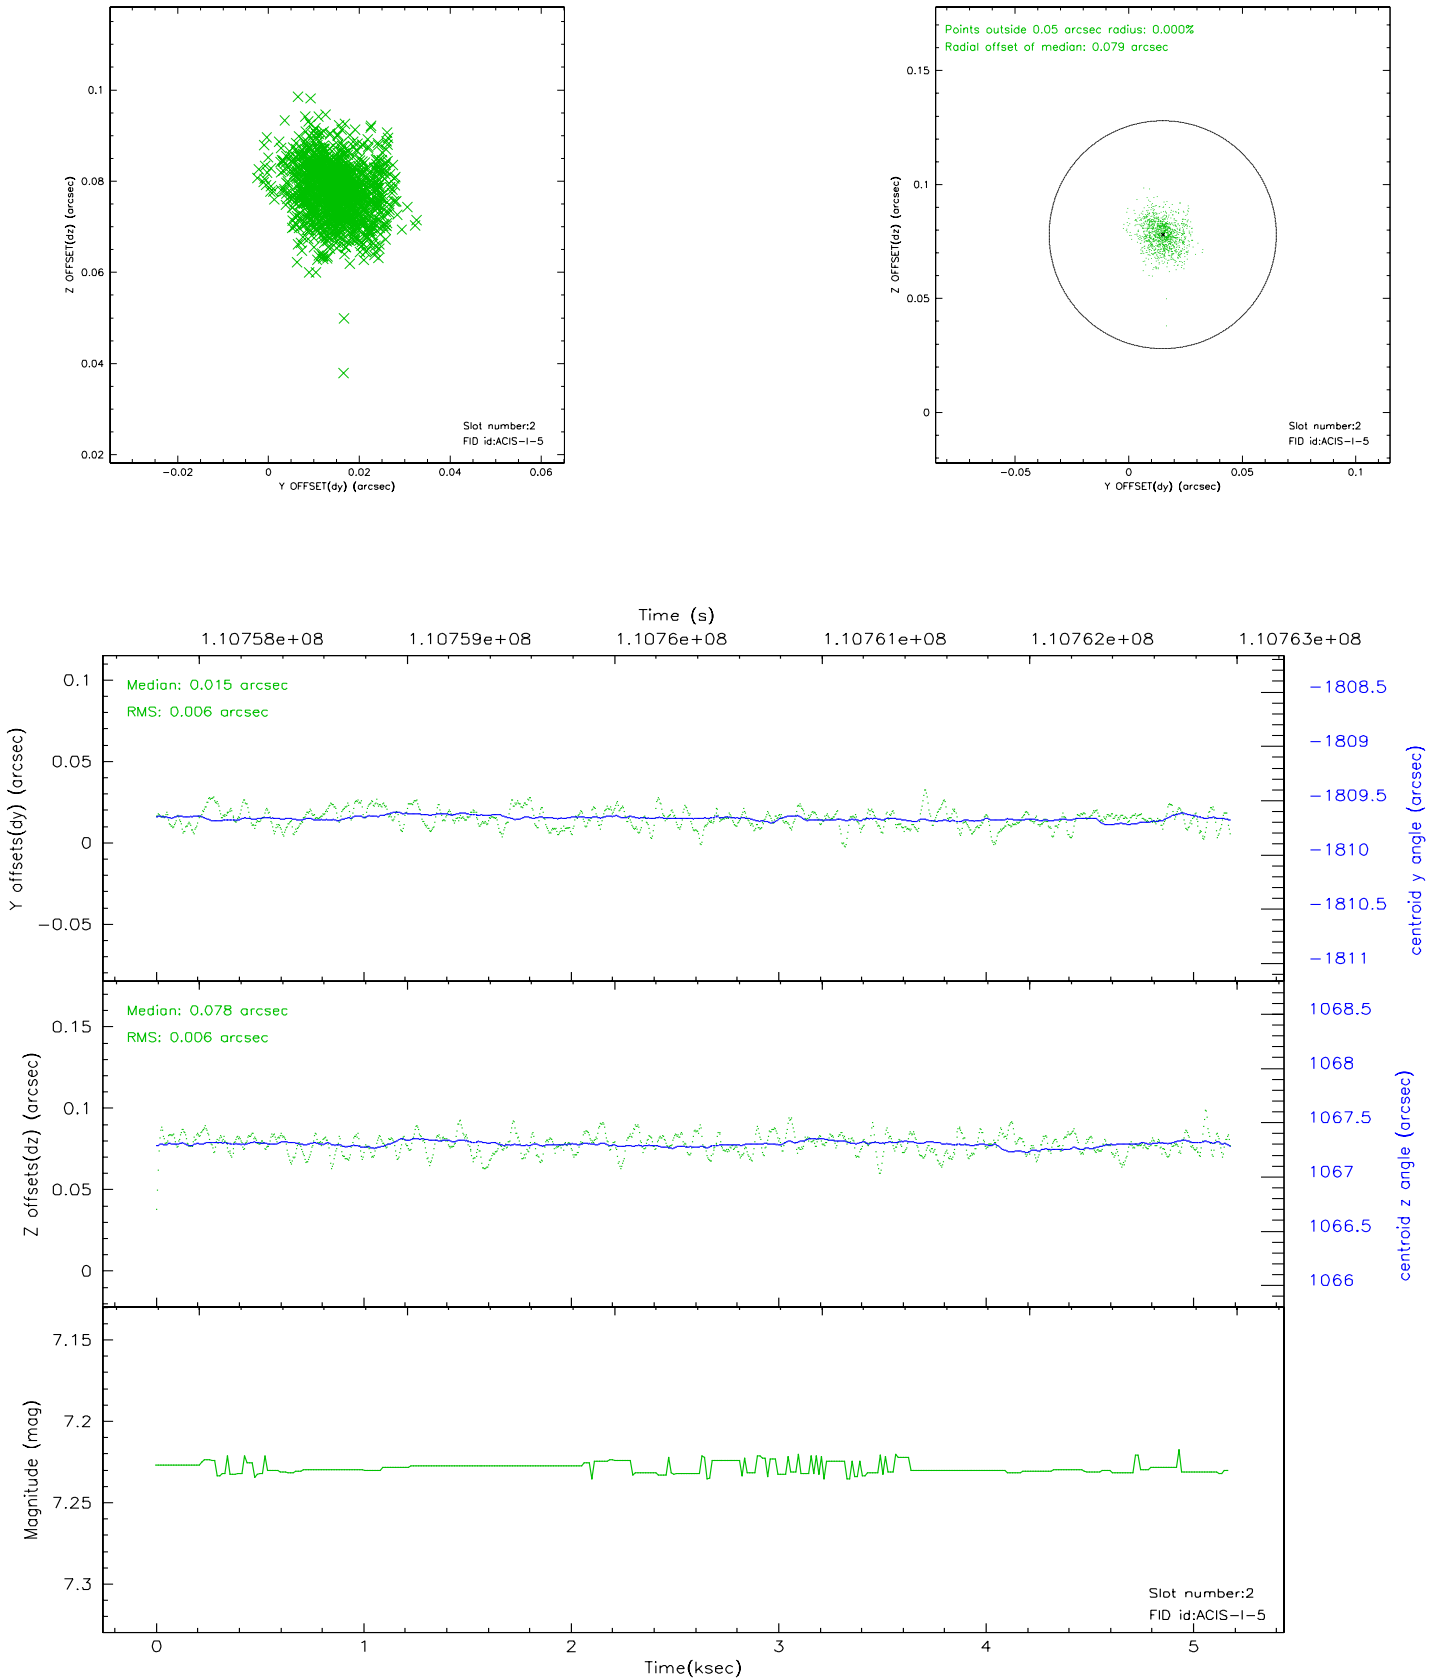 0.1
0.08
0.06
0.04
0.02
Z OFFSET(dz) (arcsec)
Slot number:2
FID id:ACIS-I-5
-0.02 0 0.02 0.04 0.06
Y OFFSET(dy) (arcsec)
Points outside 0.05 arcsec radius: 0.000%
Radial offset of median: 0.079 arcsec
0.15
0.1
0.05
0
Z OFFSET(dz) (arcsec)
Slot number:2
FID id:ACIS-I-5
-0.05 0 0.05 0.1
Y OFFSET(dy) (arcsec)
Time (s)
1.10758e+08 1.10759e+08 1.1076e+08 1.10761e+08 1.10762e+08 1.10763e+08
Median: 0.015 arcsec
RMS: 0.006 arcsec
0.1
0.05
0
-0.05
Y offsets(dy) (arcsec)
-1808.5
-1809
-1809.5
-1810
-1810.5
-1811
centroid y angle (arcsec)
Median: 0.078 arcsec
RMS: 0.006 arcsec
0.15
0.1
0.05
0
Z offsets(dz) (arcsec)
1068.5
1068
1067.5
1067
1066.5
1066
centroid z angle (arcsec)
7.15
7.2
7.25
7.3
Magnitude (mag)
Slot number:2
FID id:ACIS-I-5
0 1 2 3 4 5
Time(ksec)